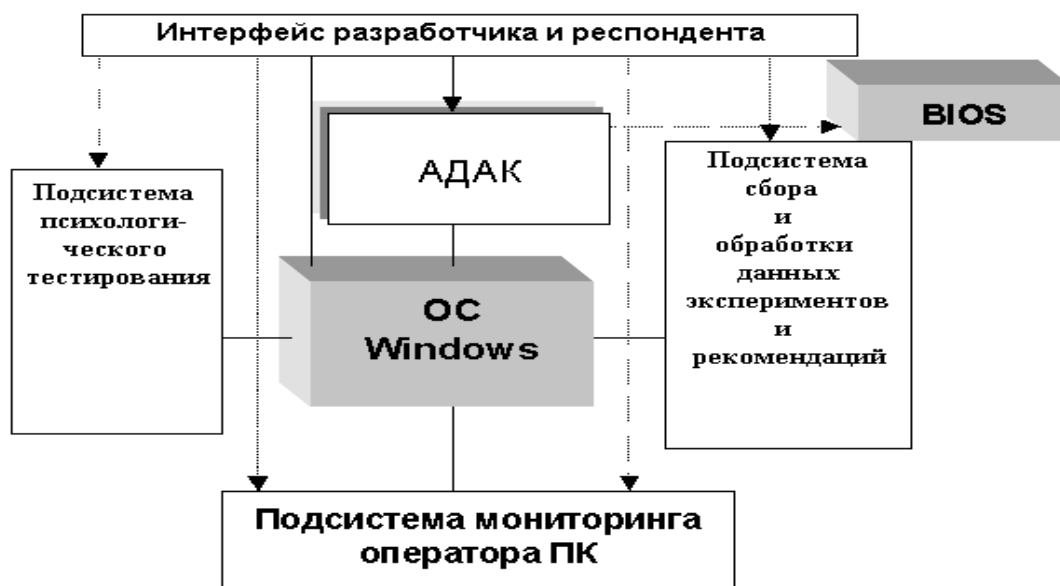 Интерфейс разработчика и респондента
BIOS
АДАК
Подсистема
сбора
и
обработки
данных
зкспериментов
и
рекомендаций
Подсистема
психологи-
ческого
тестирования
ОС
Windows
Подсистема мониторинга
оператора ПК